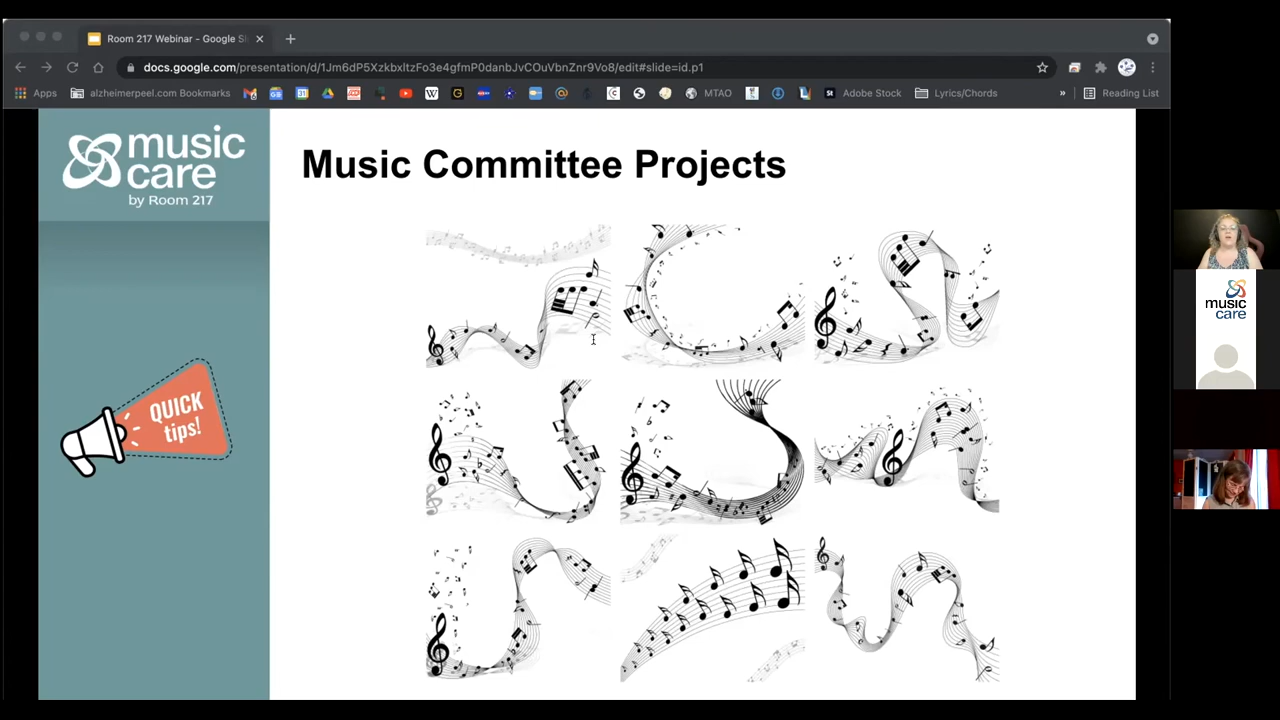 Room 217 Webinar - Google Sl
docs.google.com/presentation/d/1Jm6dP5XzkbxltzFo3e4gfmP0danbJvCOuVbnZnr9Vo8/edit#slide=id.p1
Apps
alzheimerpeel.com Bookmarks
MTAO
Adobe Stock
Lyrics/Chords
»
Reading List
music
care
by Room 217
Music Committee Projects
QUICK
tips!
music
care